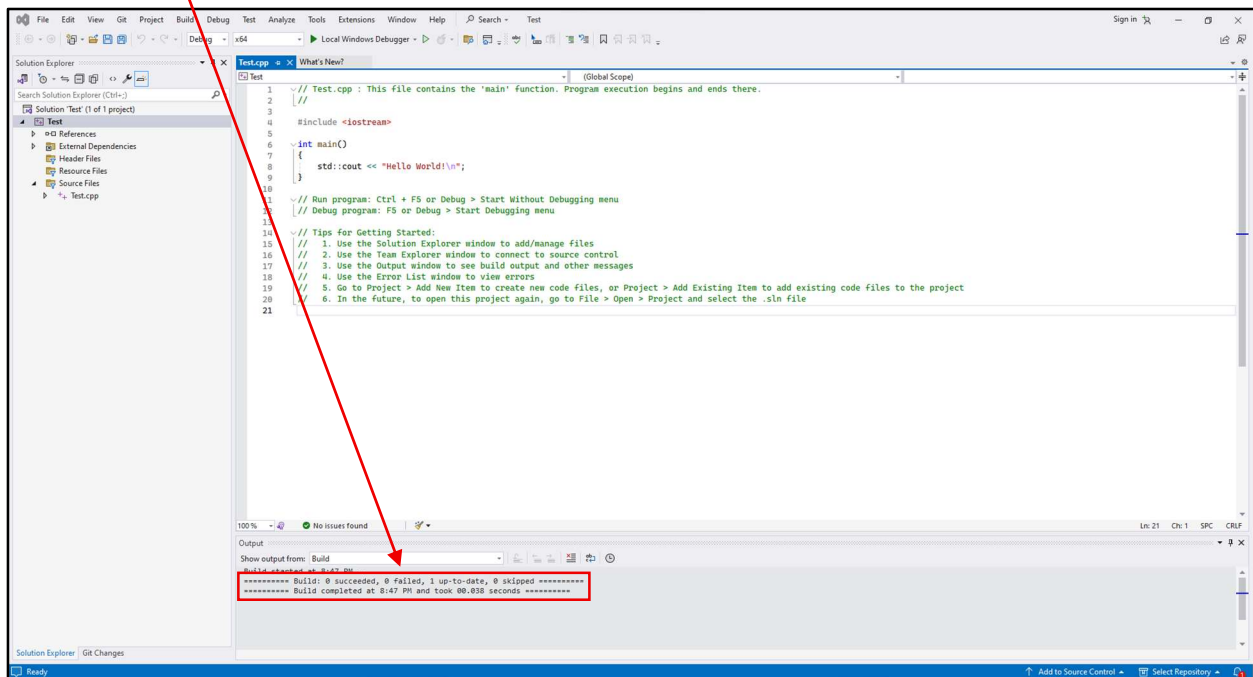 File Edit View Git Project Build Debug Test Analyze Tools Extensions Window Help Search Test Sign in
Debug x64 Local Windows Debugger
Solution Explorer
Search Solution Explorer (Ctrl+;)
Solution 'Test' (1 of 1 project)
Test
References
External Dependencies
Header Files
Resource Files
Source Files
Test.cpp
Test.cpp What's New?
Test (Global Scope)
1 // Test.cpp : This file contains the 'main' function. Program execution begins and ends there.
2 //
3
4 #include <iostream>
5
6 int main()
7 {
8 std::cout << "Hello World!\n";
9 }
10
11 // Run program: Ctrl + F5 or Debug > Start Without Debugging menu
12 // Debug program: F5 or Debug > Start Debugging menu
13
14 // Tips for Getting Started:
15 // 1. Use the Solution Explorer window to add/manage files
16 // 2. Use the Team Explorer window to connect to source control
17 // 3. Use the Output window to see build output and other messages
18 // 4. Use the Error List window to view errors
19 // 5. Go to Project > Add New Item to create new code files, or Project > Add Existing Item to add existing code files to the project
20 // 6. In the future, to open this project again, go to File > Open > Project and select the .sln file
21
100 % No issues found Ln: 21 Ch: 1 SPC CRLF
Output
Show output from: Build
Build started at 8:47 PM
========== Build: 0 succeeded, 0 failed, 1 up-to-date, 0 skipped ==========
========== Build completed at 8:47 PM and took 00.038 seconds ==========
Solution Explorer Git Changes
Ready Add to Source Control Select Repository 1